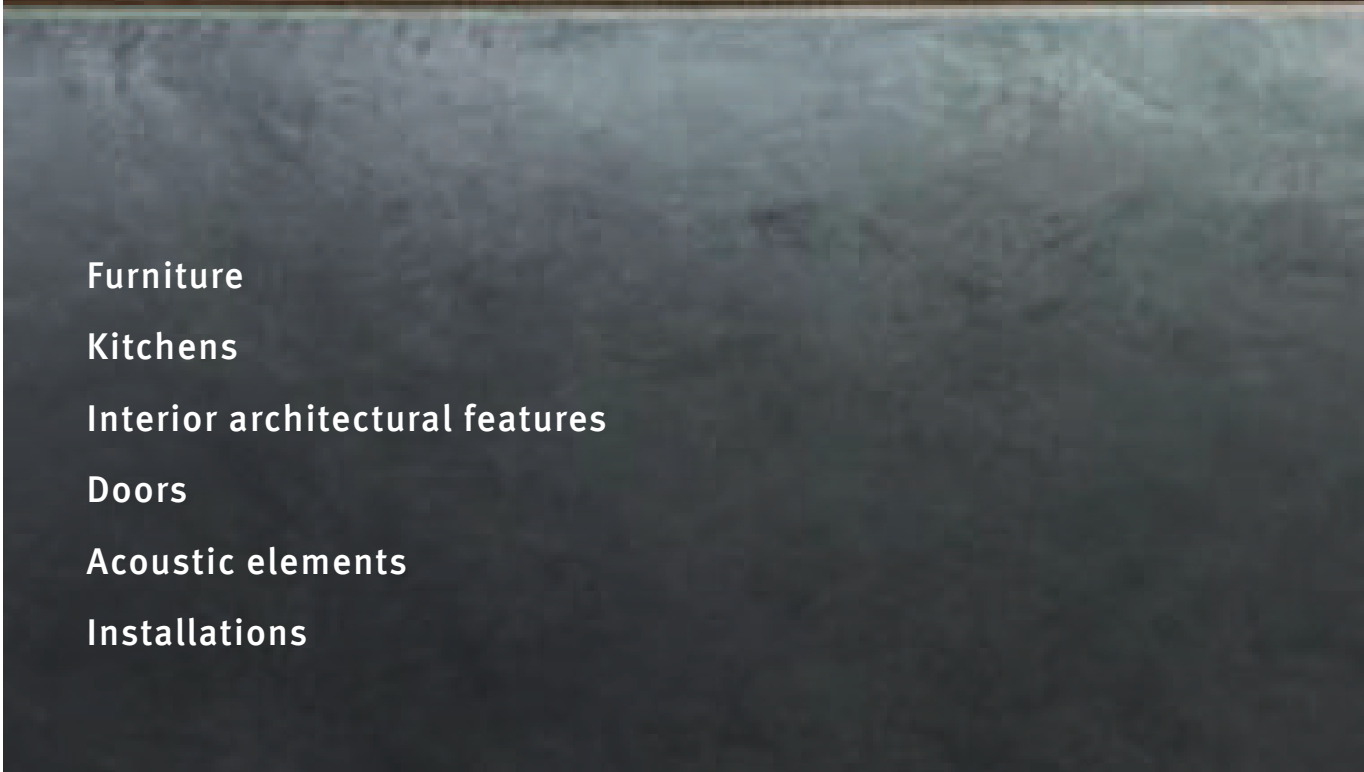 Furniture
Kitchens
Interior architectural features
Doors
Acoustic elements
Installations